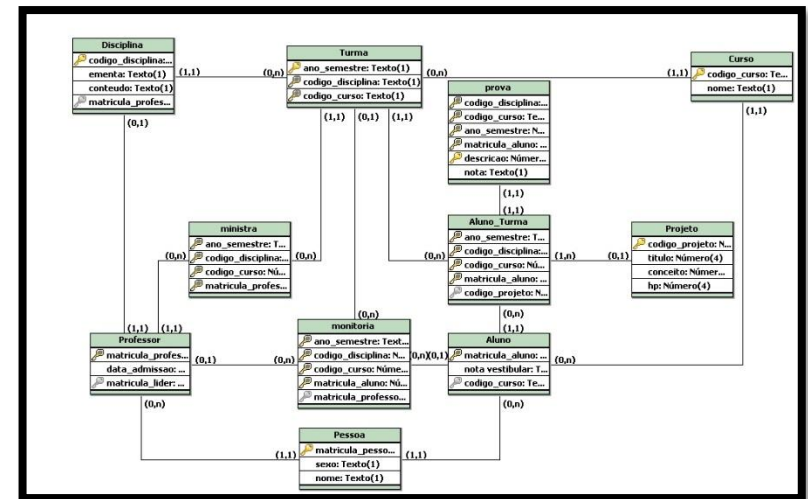 Disciplina
codigo_disciplina:...
ementa: Texto(1)
conteudo: Texto(1)
matricula_profes...
(1,1)
(0,n)
Turma
ano_semestre: Texto(1)
codigo_disciplina: Texto(1)
codigo_curso: Texto(1)
(0,n)
(1,1)
Curso
codigo_curso: Te...
nome: Texto(1)
(0,1)
(1,1)
(0,1)
(1,1)
(1,1)
prova
codigo_disciplina:...
codigo_curso: Te...
ano_semestre: N...
matricula_aluno: ...
descricao: Númer...
nota: Texto(1)
(1,1)
(1,1)
ministra
ano_semestre: T...
codigo_disciplina:...
codigo_curso: Nú...
matricula_profes...
(0,n)
(0,n)
Aluno_Turma
ano_semestre: T...
codigo_disciplina:...
codigo_curso: Nú...
matricula_aluno: ...
codigo_projeto: N...
(0,n)
(1,n)
(0,1)
Projeto
codigo_projeto: N...
titulo: Número(4)
conceito: Númer...
hp: Número(4)
(0,n)
(1,1)
(1,1)
(1,1)
Professor
matricula_profes...
data_admissao: ...
matricula_lider: ...
(0,1)
(0,n)
(0,n)
monitoria
ano_semestre: Text...
codigo_disciplina: N...
codigo_curso: Núme...
matricula_aluno: Nú...
matricula_professo...
(0,n)
(0,1)
Aluno
matricula_aluno: ...
nota vestibular: T...
codigo_curso: Te...
(0,n)
(0,n)
(0,n)
(1,1)
Pessoa
matricula_pesso...
sexo: Texto(1)
nome: Texto(1)
(1,1)